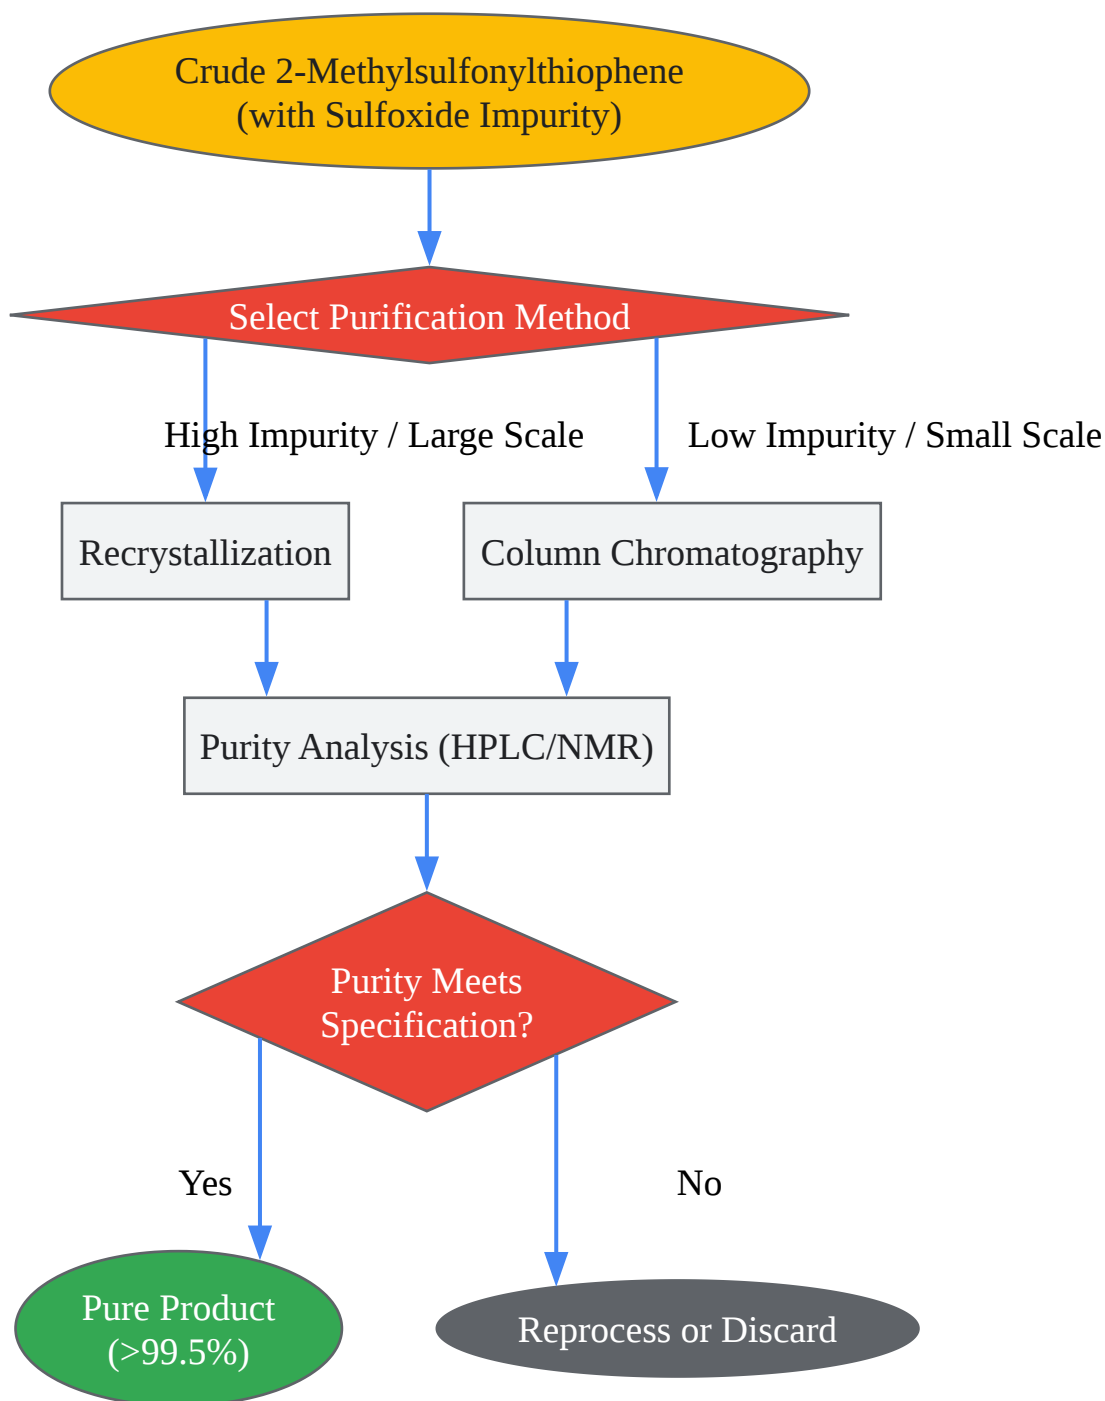 Crude 2-Methylsulfonylthiophene
(with Sulfoxide Impurity)
Select Purification Method
High Impurity / Large Scale
Low Impurity / Small Scale
Recrystallization
Column Chromatography
Purity Analysis (HPLC/NMR)
Purity Meets
Specification?
Yes
No
Pure Product
(>99.5%)
Reprocess or Discard